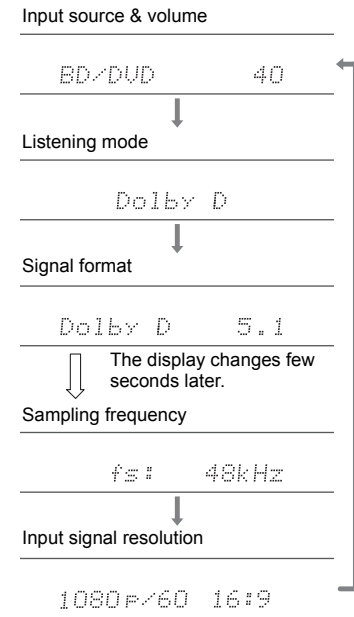 Input source & volume
BD/DVD 40
Listening mode
Dolby D
Signal format
Dolby D 5.1
The display changes few
seconds later.
Sampling frequency
fs: 48kHz
Input signal resolution
1080p/60 16:9